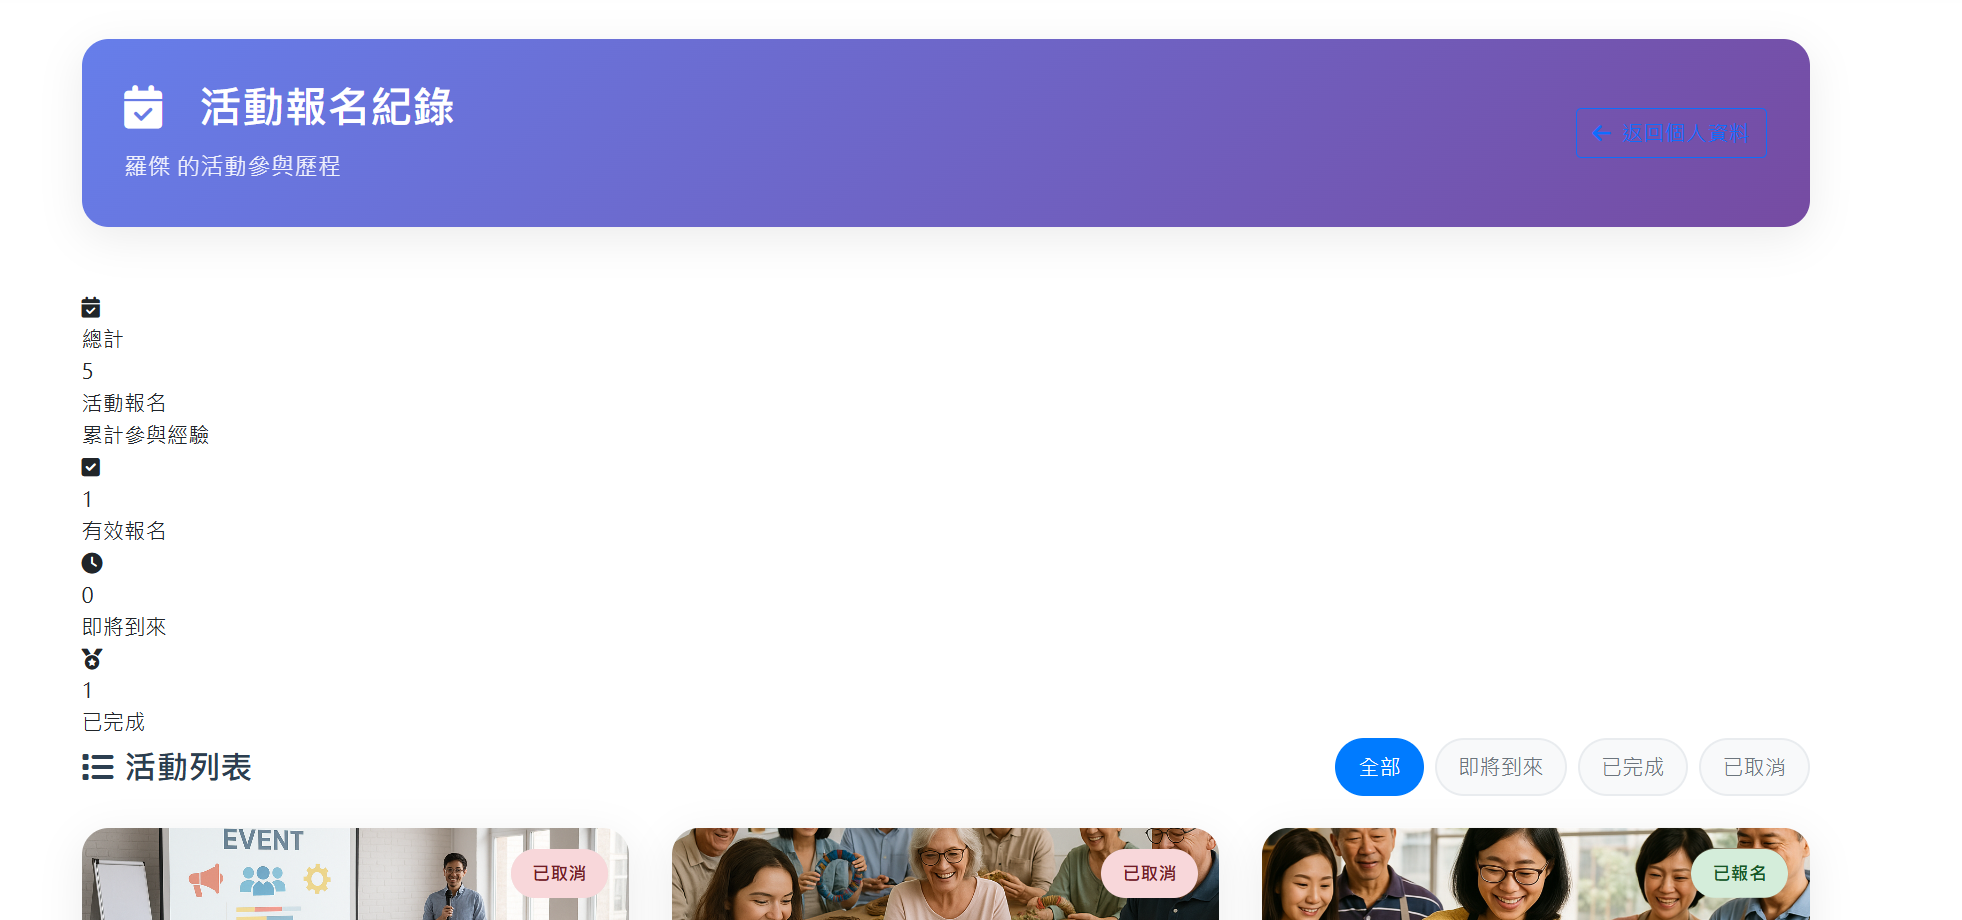 活動報名紀錄
羅傑 的活動參與歷程
返回個人資料
總計
5
活動報名
累計參與經驗
1
有效報名
0
即將到來
1
已完成
活動列表
全部
即將到來
已完成
已取消
EVENT
已取消
已取消
已報名